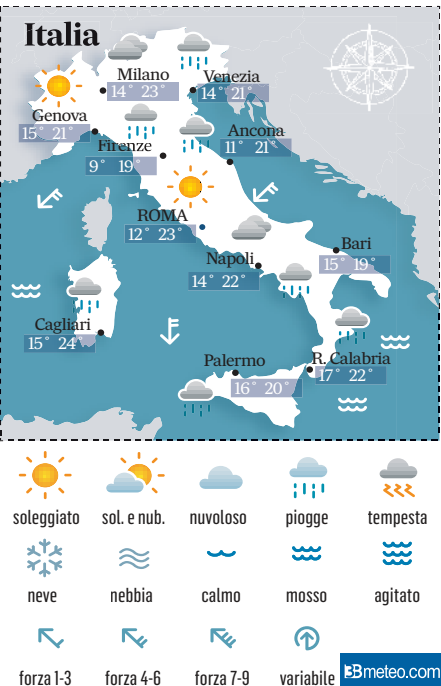 Italia
Milano
14° 23°
Venezia
14° 21°
Genova
15° 21°
Firenze
9° 19°
Ancona
11° 21°
ROMA
12° 23°
Napoli
14° 22°
Bari
15° 19°
Cagliari
15° 24°
Palermo
16° 20°
R. Calabria
17° 22°
soleggiato sol. e nub. nuvoloso piogge tempesta
neve nebbia calmo mosso agitato
forza 1-3 forza 4-6 forza 7-9 variabile
3Bmeteo.com